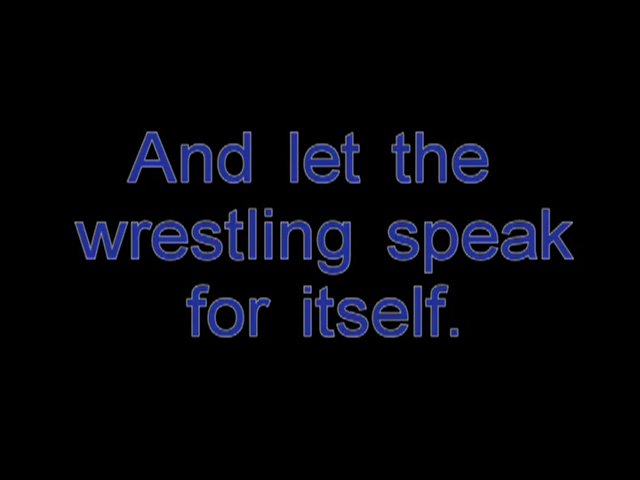 And let the
wrestling speak
for itself.